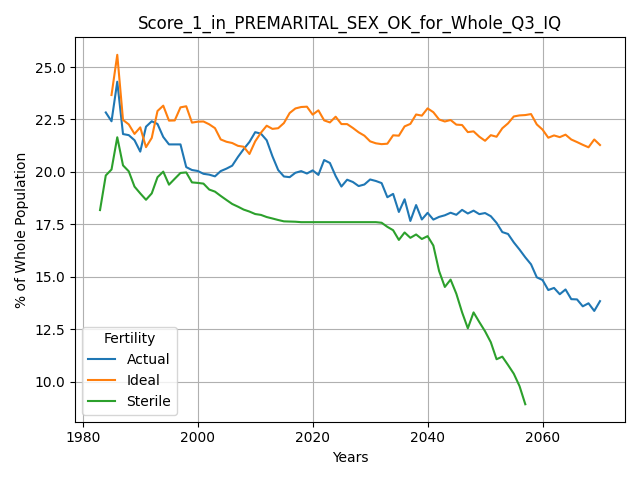 Score_1_in_PREMARITAL_SEX_OK_for_Whole_Q3_IQ
% of Whole Population
25.0
22.5
20.0
17.5
15.0
12.5
10.0
Fertility
Actual
Ideal
Sterile
1980
2000
2020
2040
2060
Years